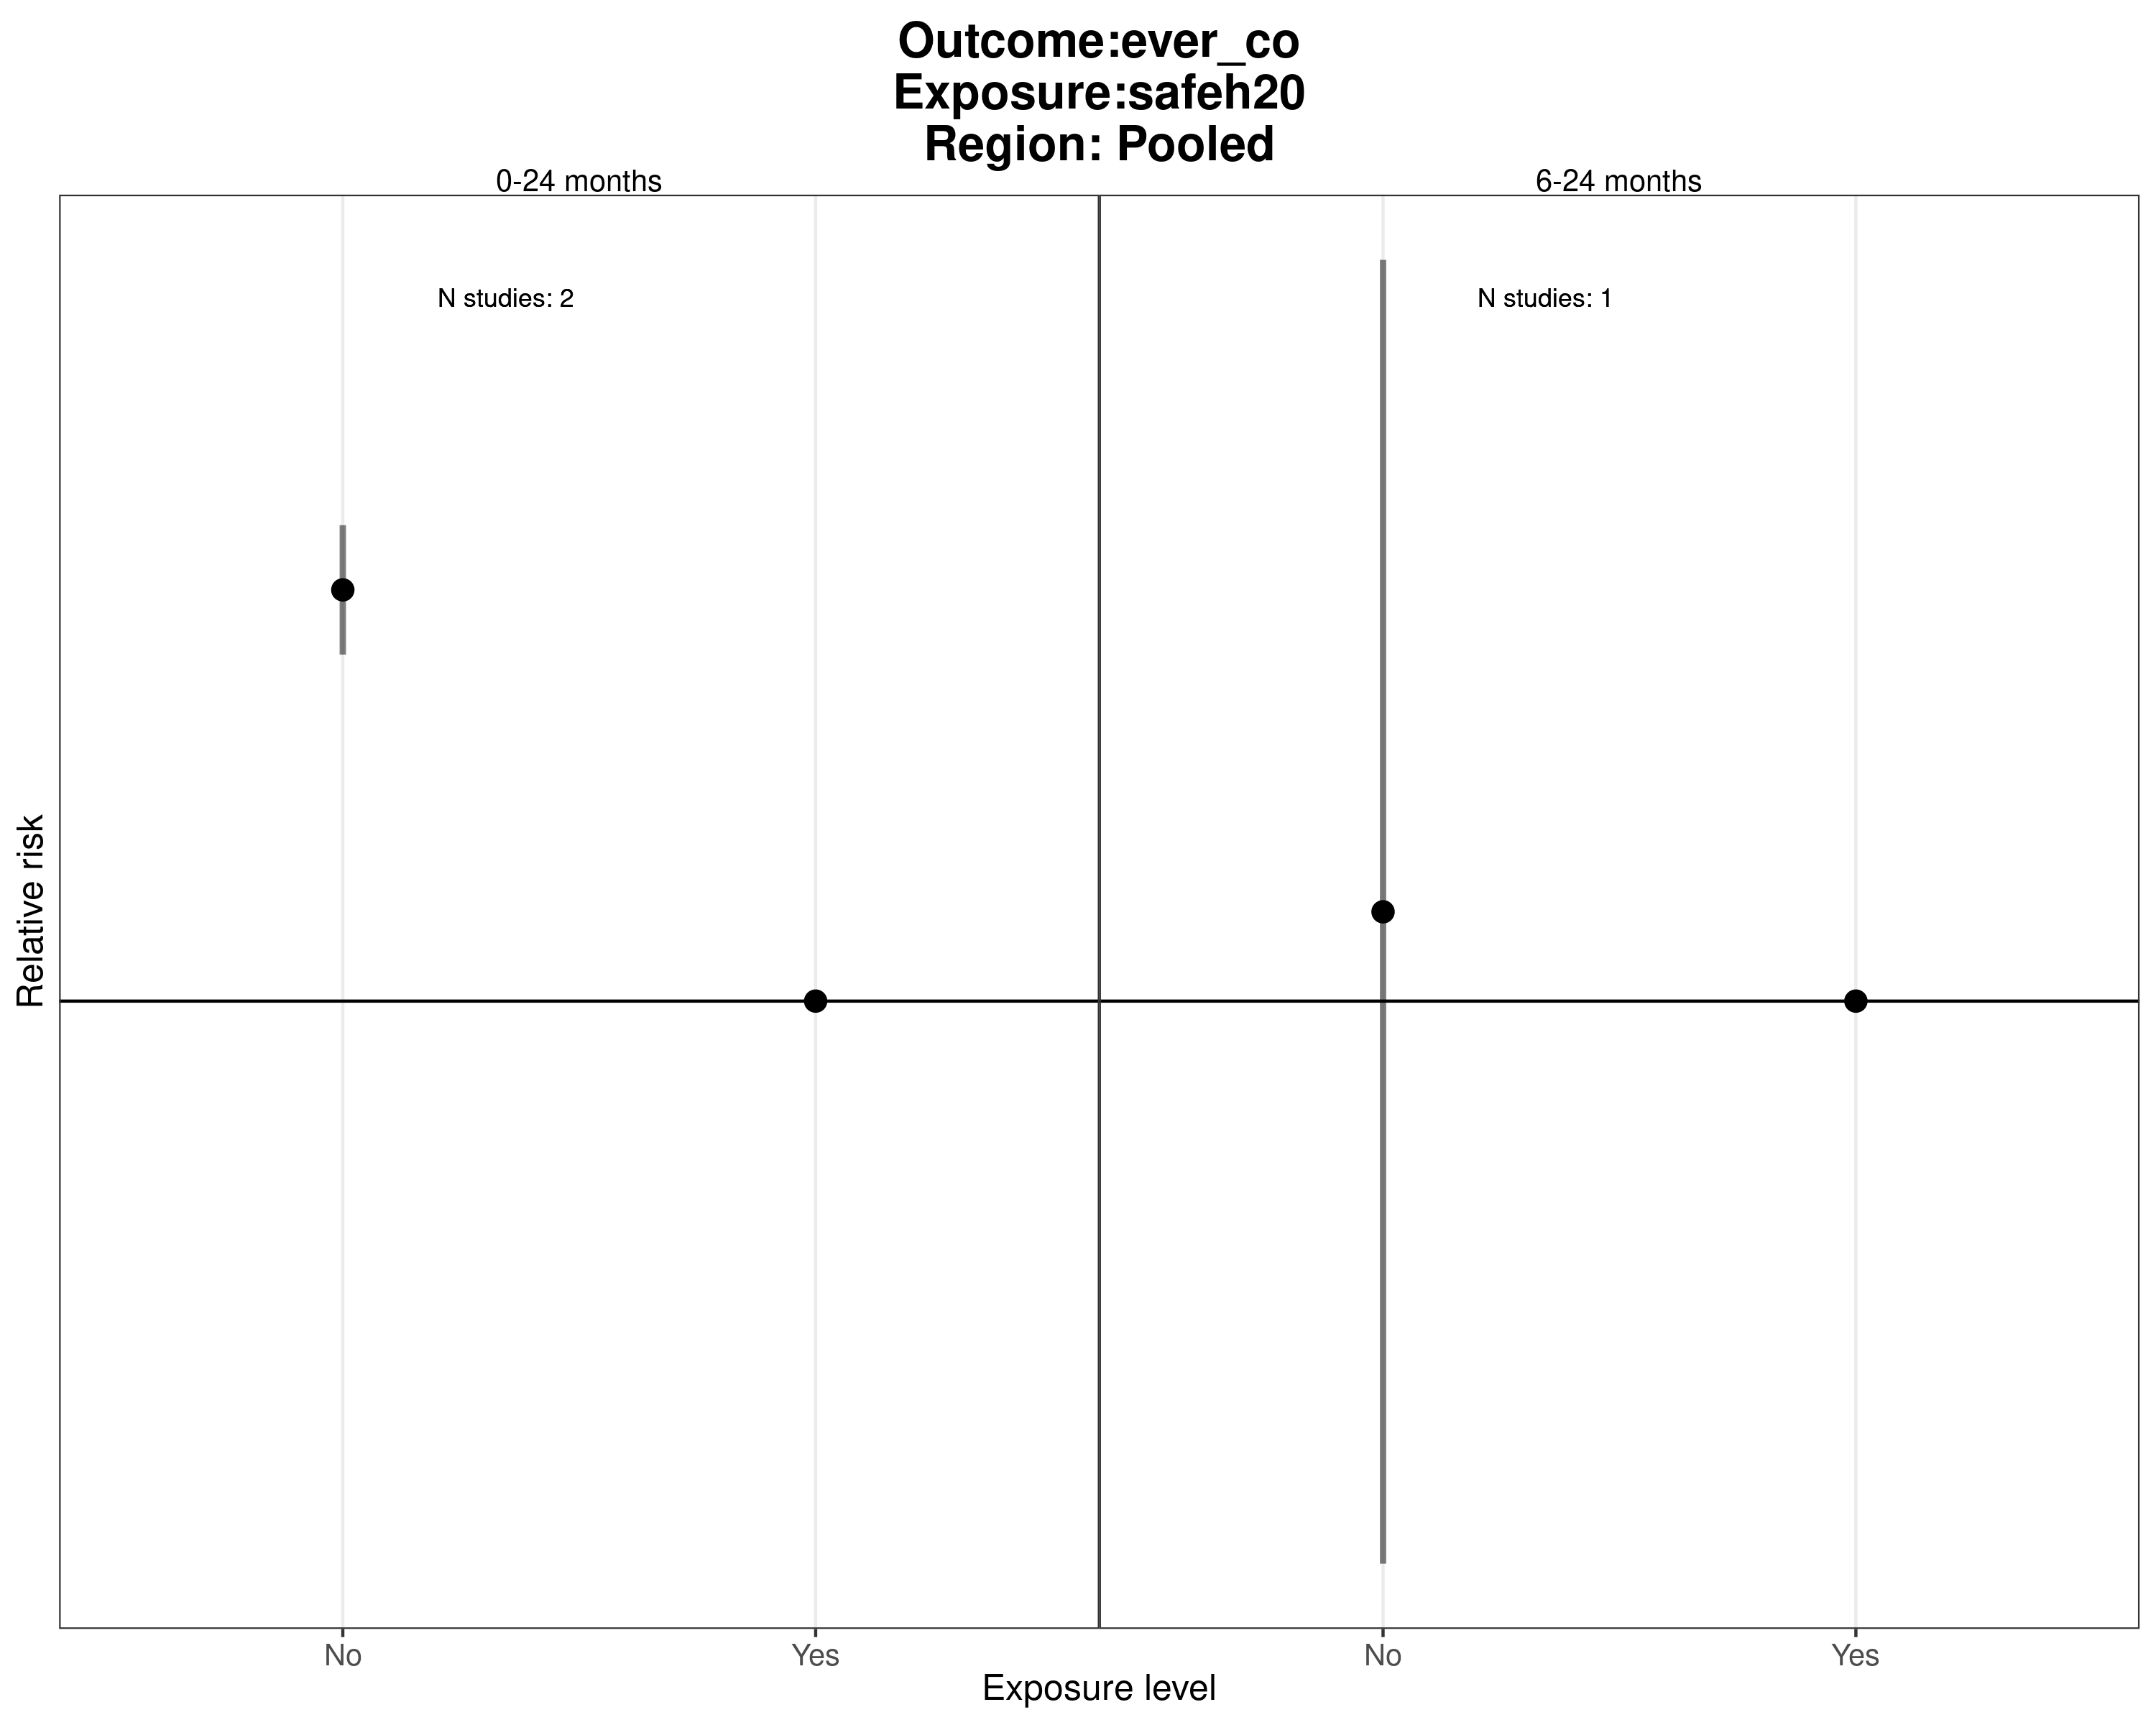 Outcome:ever_co
Exposure:safeh20
Region: Pooled
0-24 months
6-24 months
N studies: 2
N studies: 1
Relative risk
No
Yes
No
Yes
Exposure level